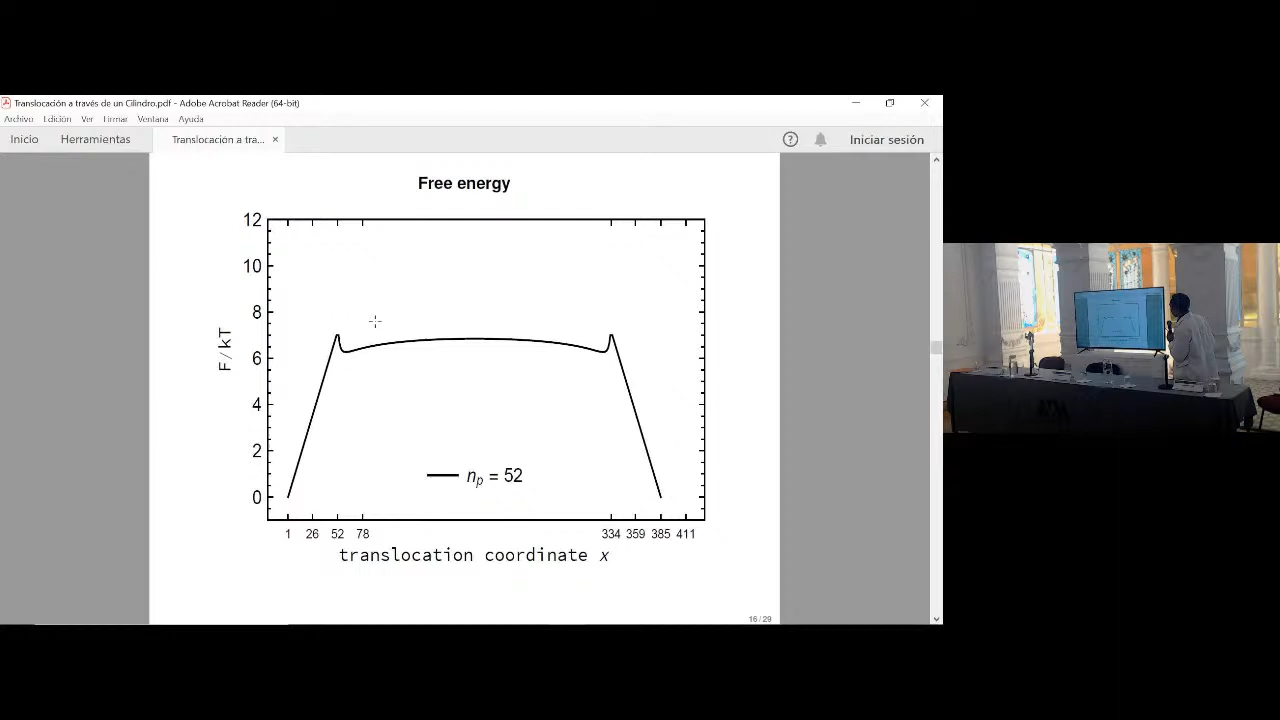 Translocación a través de un Cilindro.pdf - Adobe Acrobat Reader (64-bit)
Archivo Edición Ver Firmar Ventana Ayuda
Inicio Herramientas Translocación a tra... × Iniciar sesión
Free energy
12
10
8
6
4
2
0
F/kT
n_p = 52
1 26 52 78 334 359 385 411
translocation coordinate x
16 / 29